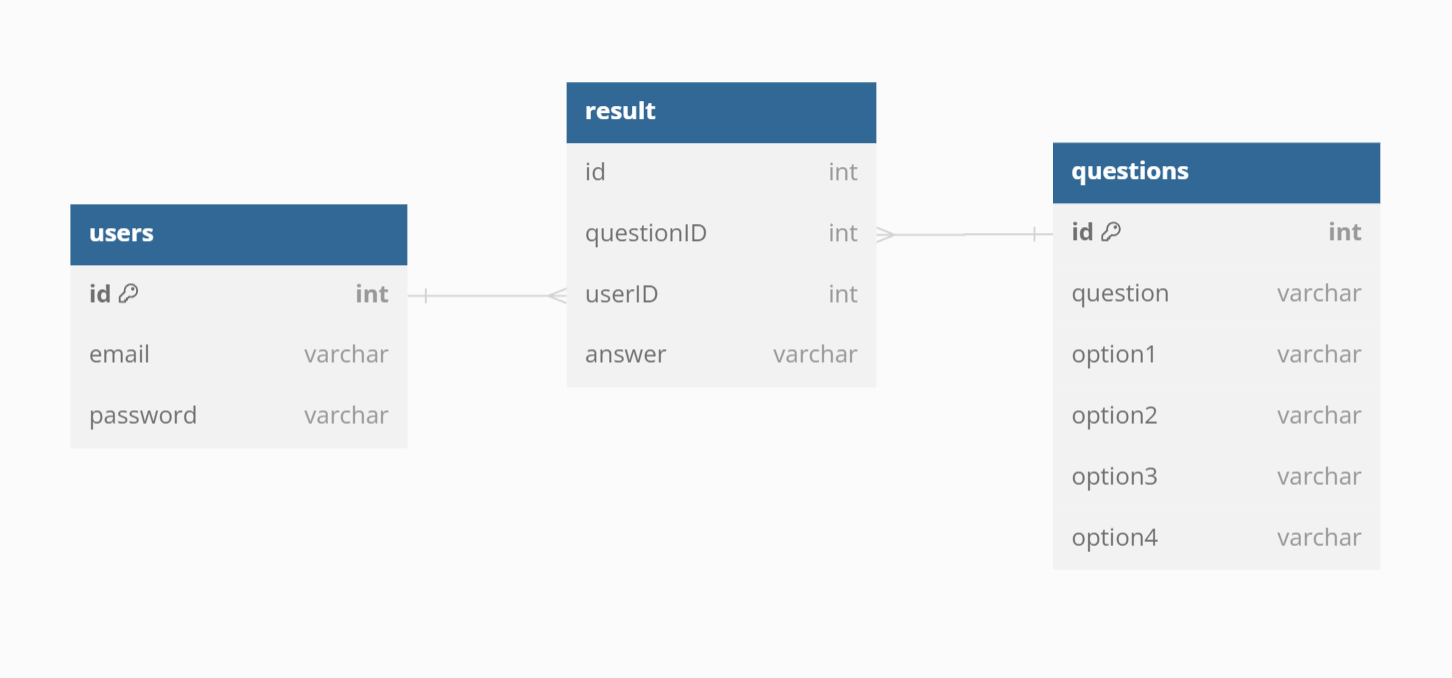 users
id int
email varchar
password varchar
result
id int
questionID int
userID int
answer varchar
questions
id int
question varchar
option1 varchar
option2 varchar
option3 varchar
option4 varchar